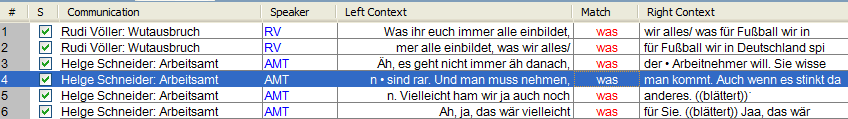 # S Communication Speaker Left Context Match Right Context
1 Rudi Völler: Wutausbruch RV Was ihr euch immer alle einbildet, was wir alles/ was für Fußball wir in
2 Rudi Völler: Wutausbruch RV mer alle einbildet, was wir alles/ was für Fußball wir in Deutschland spi
3 Helge Schneider: Arbeitsamt AMT Äh, es geht nicht immer äh danach, was der • Arbeitnehmer will. Sie wisse
4 Helge Schneider: Arbeitsamt AMT n • sind rar. Und man muss nehmen, was man kommt. Auch wenn es stinkt da
5 Helge Schneider: Arbeitsamt AMT n. Vielleicht ham wir ja auch noch was anderes. ((blättert))˙
6 Helge Schneider: Arbeitsamt AMT Ah, ja, das wär vielleicht was für Sie. ((blättert) Jaa, das wär